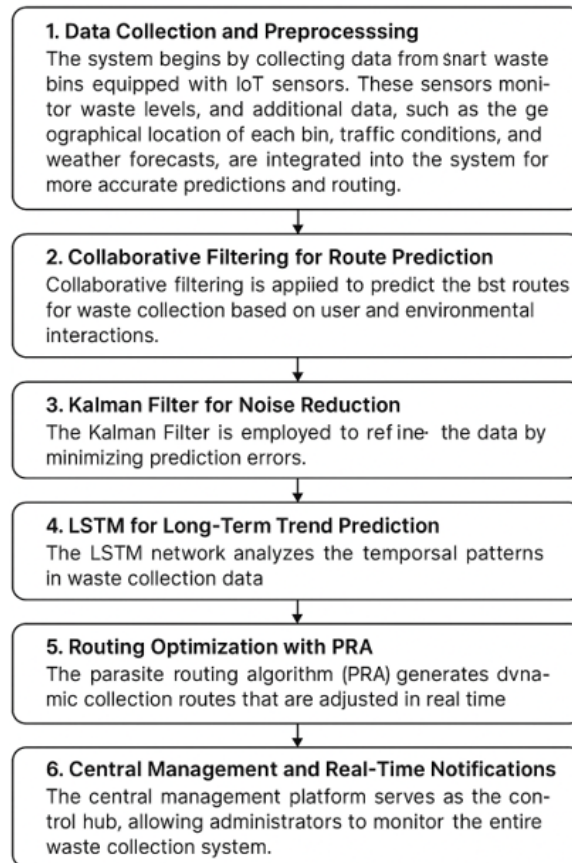 1. Data Collection and Preprocesssing
The system begins by collecting data from snart waste
bins equipped with IoT sensors. These sensors moni-
tor waste levels, and additional data, such as the ge
ographical location of each bin, traffic conditions, and
weather forecasts, are integrated into the system for
more accurate predictions and routing.
2. Collaborative Filtering for Route Prediction
Collaborative filtering is appiied to predict the bst routes
for waste collection based on user and environmental
interactions.
3. Kalman Filter for Noise Reduction
The Kalman Filter is employed to refine- the data by
minimizing prediction errors.
4. LSTM for Long-Term Trend Prediction
The LSTM network analyzes the temporsal patterns
in waste collection data
5. Routing Optimization with PRA
The parasite routing algorithm (PRA) generates dvna-
mic collection routes that are adjusted in real time
6. Central Management and Real-Time Notifications
The central management platform serves as the con-
trol hub, allowing administrators to monitor the entire
waste collection system.